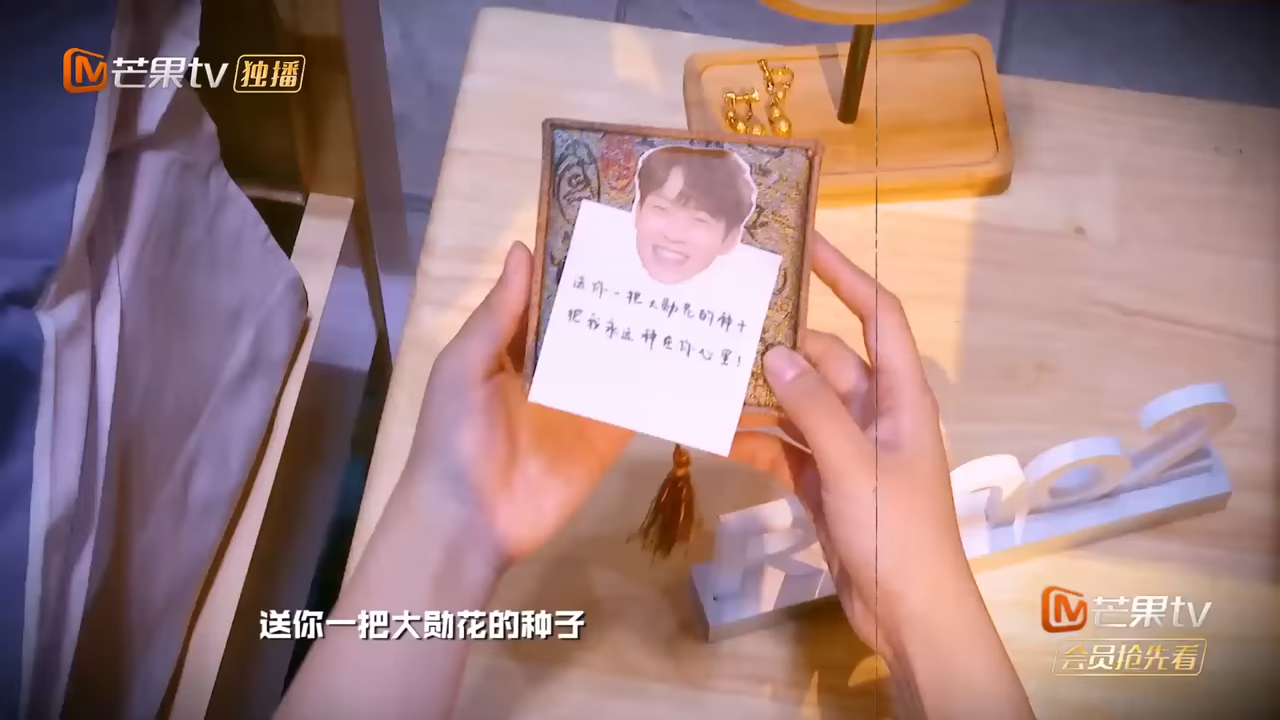 芒果tv 独播
送你一把大勋花的种子
把我永远种在你心里!
送你一把大勋花的种子
芒果tv
会员抢先看